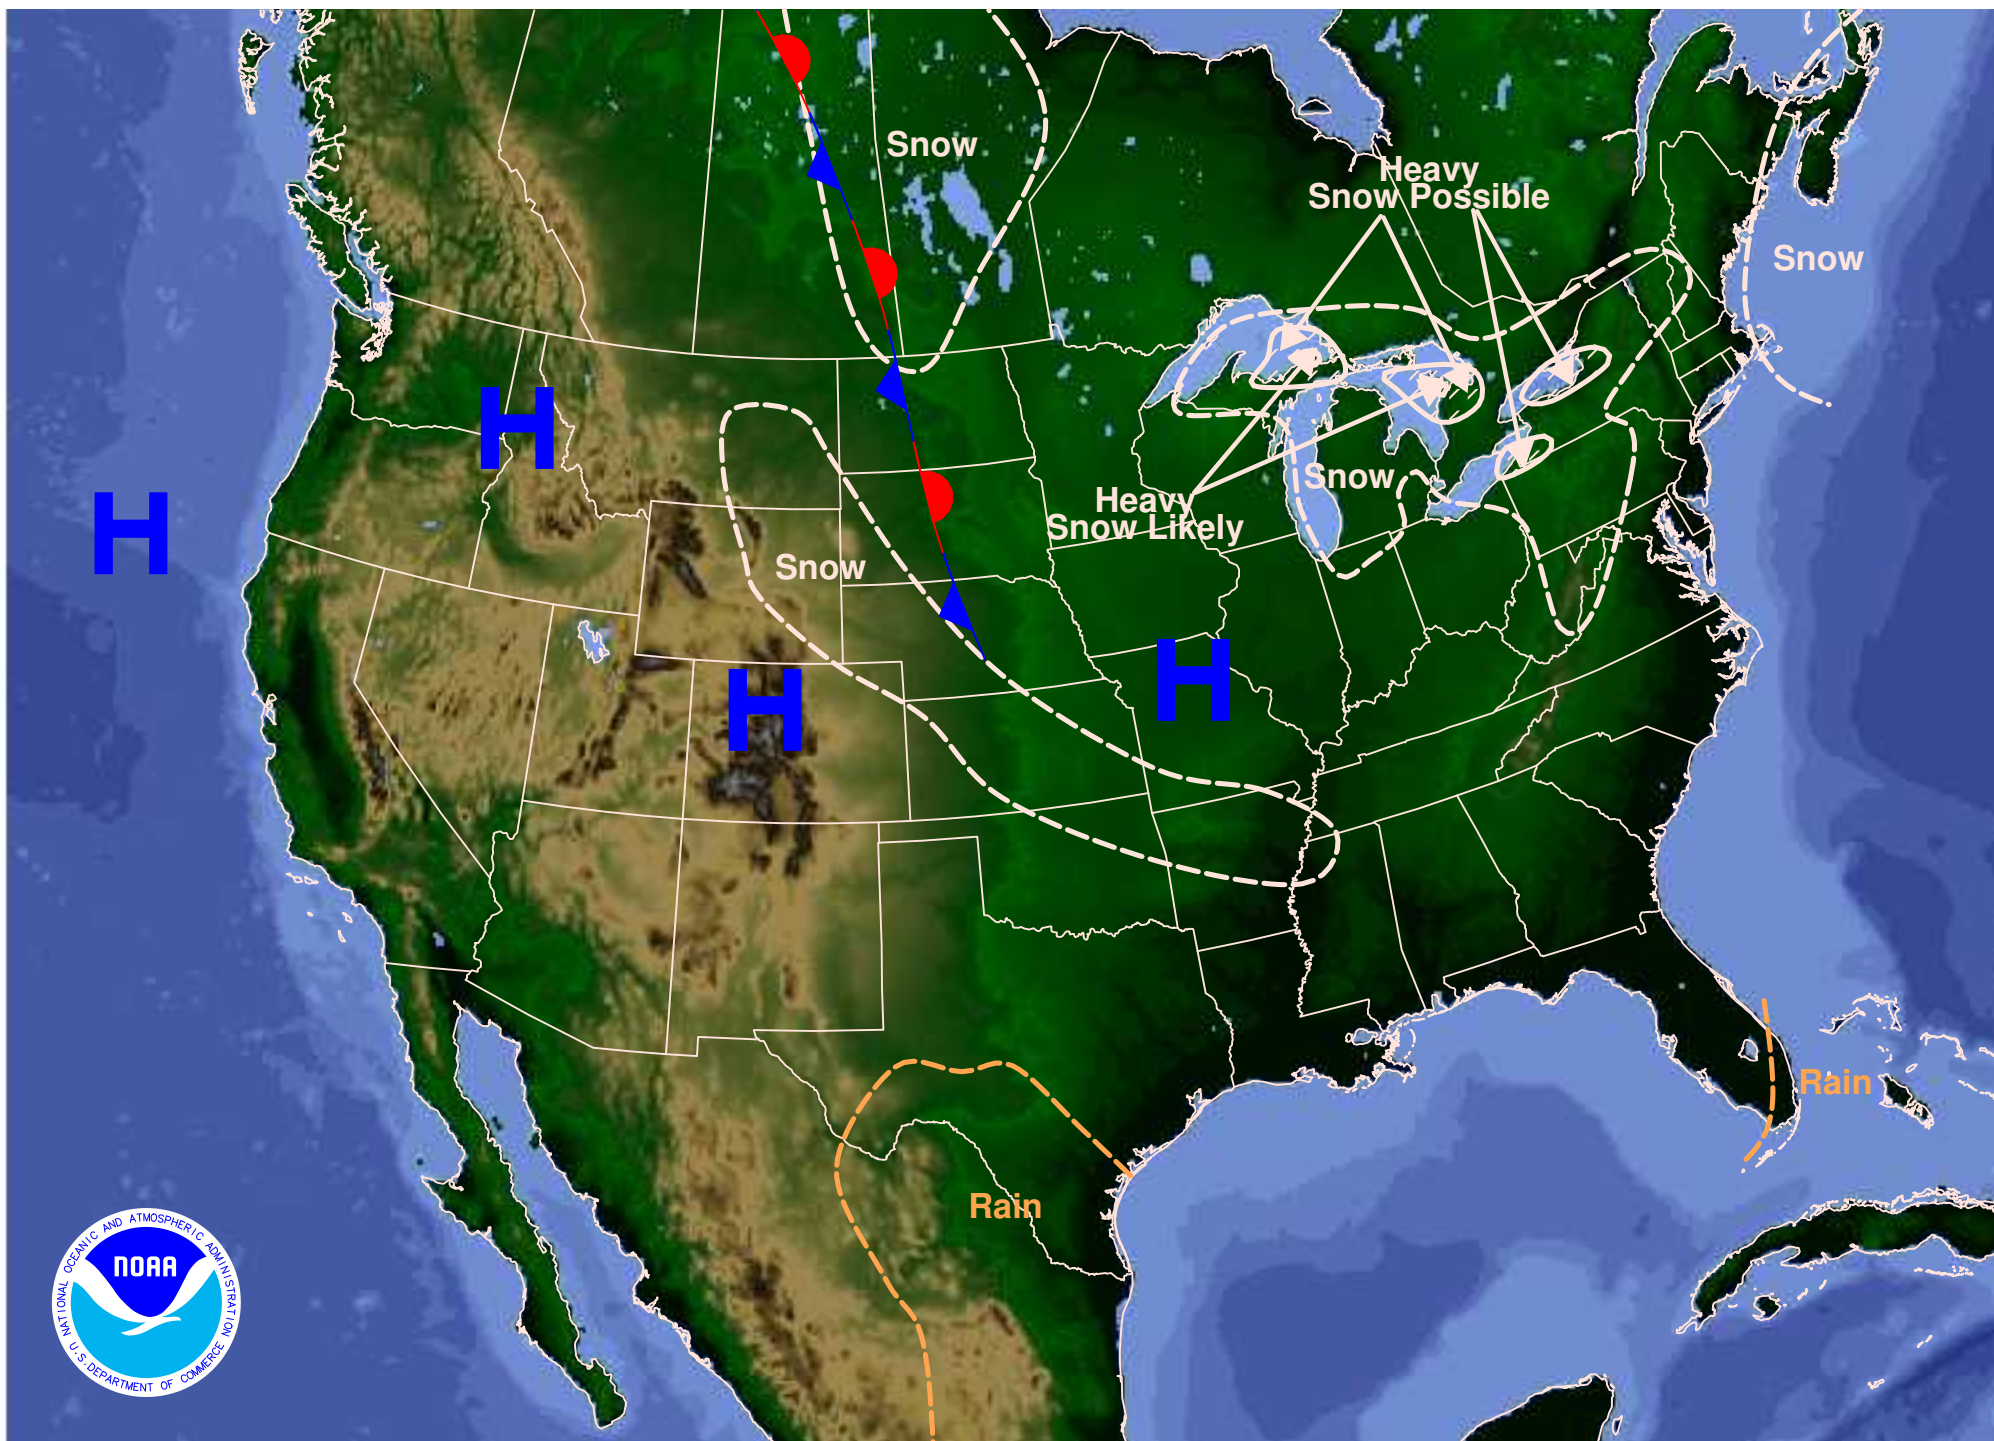 Snow
Heavy
Snow Possible
Snow
H
H
Snow
Heavy
Snow Likely
Snow
H
H
Rain
Rain
NATIONAL OCEANIC AND ATMOSPHERIC ADMINISTRATION
NOAA
U.S. DEPARTMENT OF COMMERCE